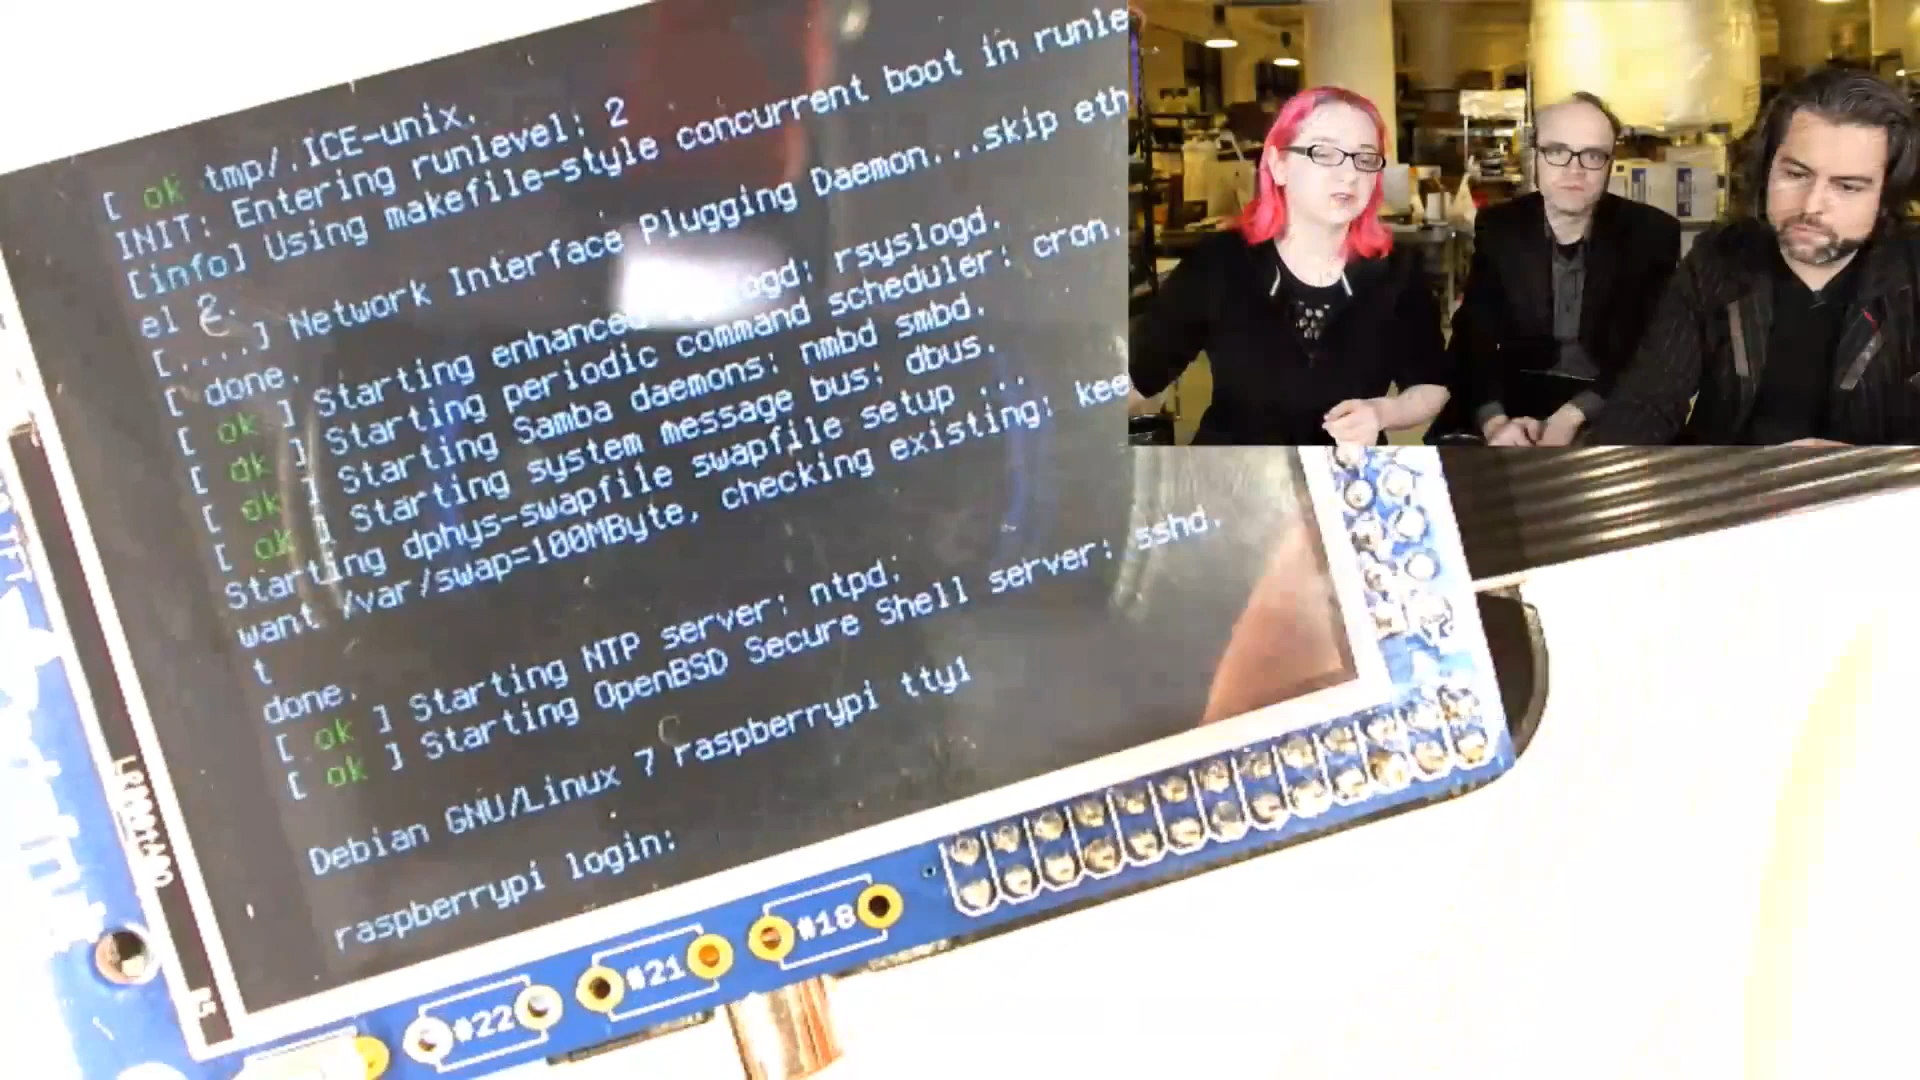 [ ok tmp/.ICE-unix.
INIT: Entering runlevel: 2
[info] Using makefile-style concurrent boot in runle
el 2.
[....] Network Interface Plugging Daemon...skip eth
[ done.
[ ok ] Starting enhanced ogd: rsyslogd.
[ ok ] Starting periodic command scheduler: cron.
[ ok ] Starting Samba daemons: nmbd smbd.
[ ok ] Starting system message bus: dbus.
Starting dphys-swapfile swapfile setup ...
want /var/swap=100MByte, checking existing: kee
t
done.
[ ok ] Starting NTP server: ntpd.
[ ok ] Starting OpenBSD Secure Shell server: sshd.
Debian GNU/Linux 7 raspberrypi tty1
raspberrypi login:
#22
#21
#18